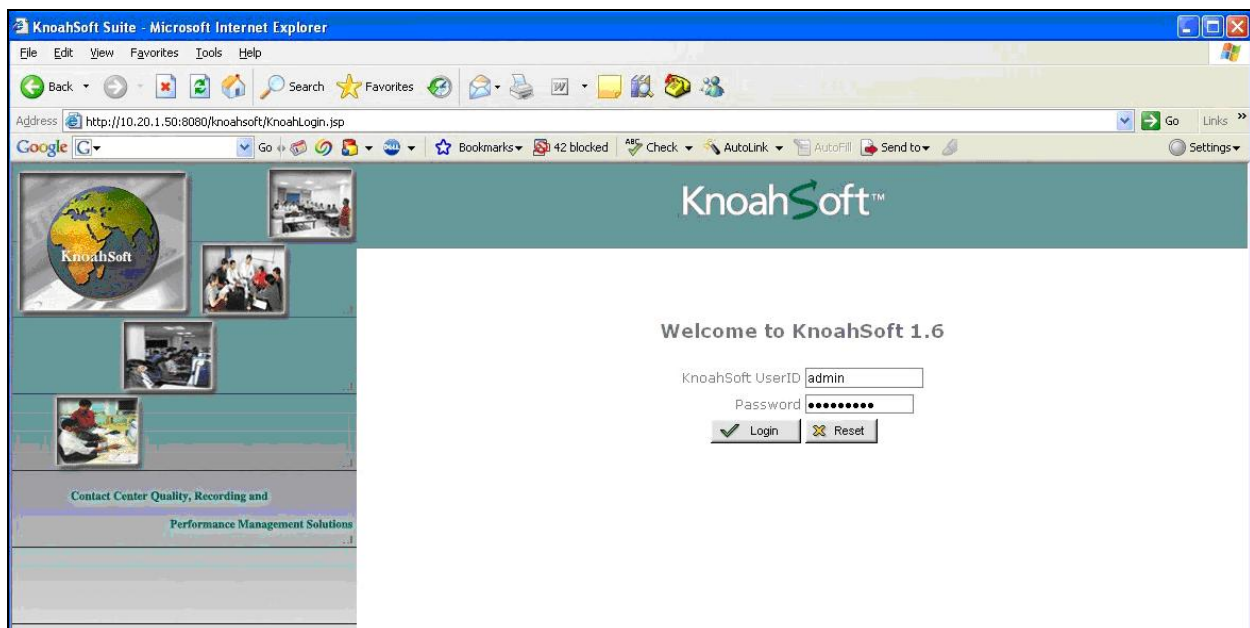 KnoahSoft Suite - Microsoft Internet Explorer
File Edit View Favorites Tools Help
Back Search Favorites
Address http://10.20.1.50:8080/knoahsoft/KnoahLogin.jsp Go Links »
Google G Go Bookmarks 42 blocked ABC Check AutoLink AutoFill Send to Settings
KnoahSoft
KnoahSoft™
Welcome to KnoahSoft 1.6
KnoahSoft UserID admin
Password •••••••••
Login Reset
Contact Center Quality, Recording and
Performance Management Solutions